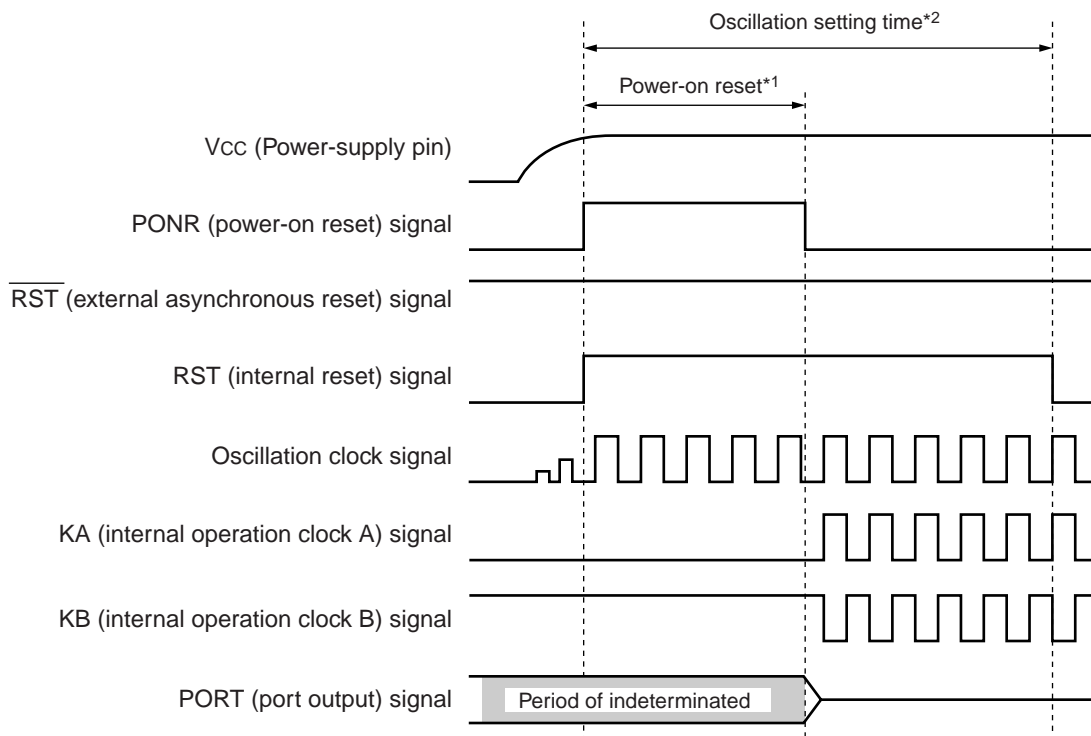 Oscillation setting time*2
Power-on reset*1
VCC (Power-supply pin)
PONR (power-on reset) signal
RST (external asynchronous reset) signal
RST (internal reset) signal
Oscillation clock signal
KA (internal operation clock A) signal
KB (internal operation clock B) signal
PORT (port output) signal
Period of indeterminated